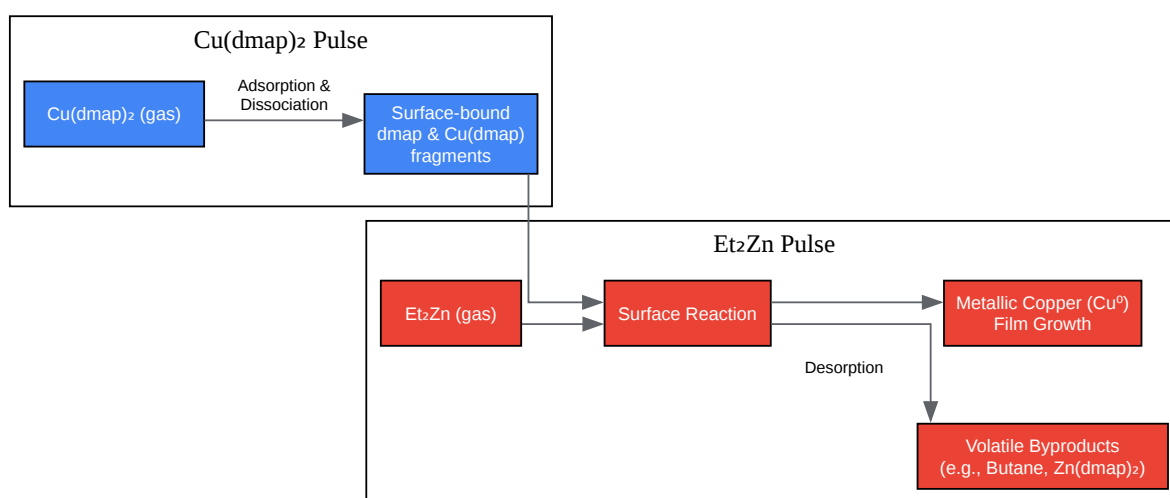 Cu(dmap)₂ Pulse
Cu(dmap)₂ (gas)
Adsorption &
Dissociation
Surface-bound
dmap & Cu(dmap)
fragments
Et₂Zn Pulse
Et₂Zn (gas)
Surface Reaction
Metallic Copper (Cu⁰)
Film Growth
Desorption
Volatile Byproducts
(e.g., Butane, Zn(dmap)₂)